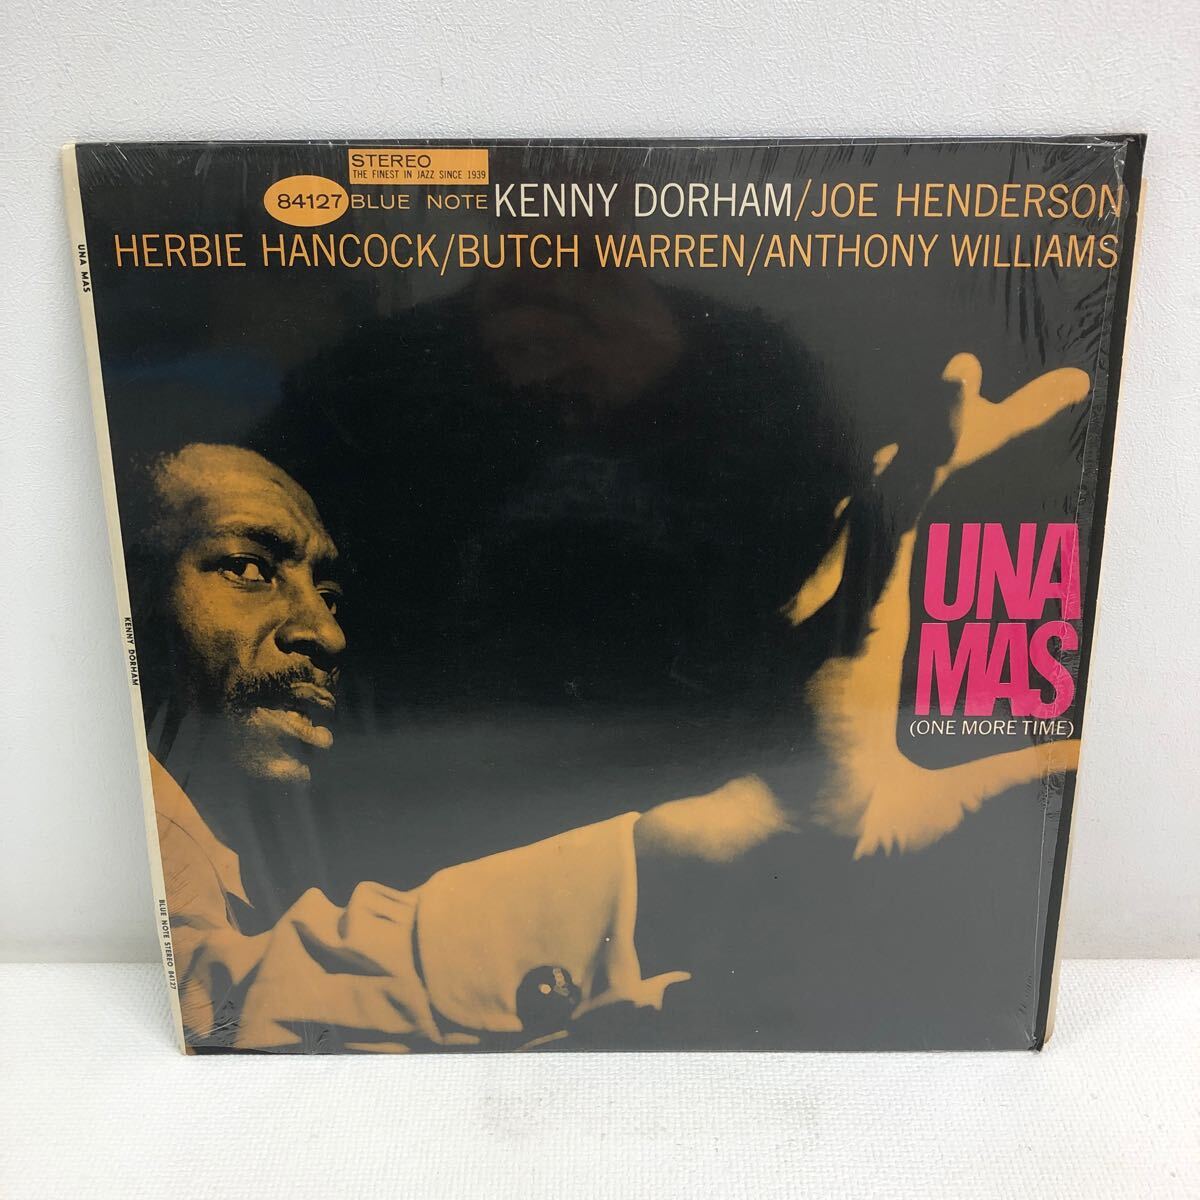 STEREO
THE FINEST IN JAZZ SINCE 1939
84127 BLUE NOTE KENNY DORHAM/JOE HENDERSON
HERBIE HANCOCK/BUTCH WARREN/ANTHONY WILLIAMS
UNA
MAS
(ONE MORE TIME)
UNA MAS
KENNY DORHAM
BLUE NOTE STEREO 84127